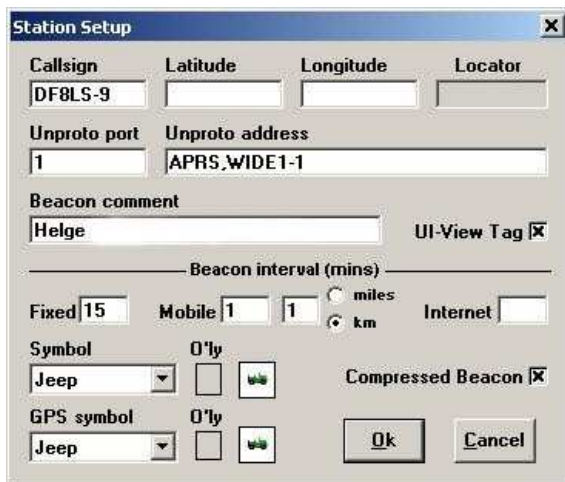 Station Setup
Callsign Latitude Longitude Locator
DF8LS-9
Unproto port Unproto address
1 APRS,WIDE1-1
Beacon comment
Helge UI-View Tag
Beacon interval (mins)
Fixed 15 Mobile 1 1 miles km Internet
Symbol O'ly
Jeep Compressed Beacon
GPS symbol O'ly
Jeep Ok Cancel